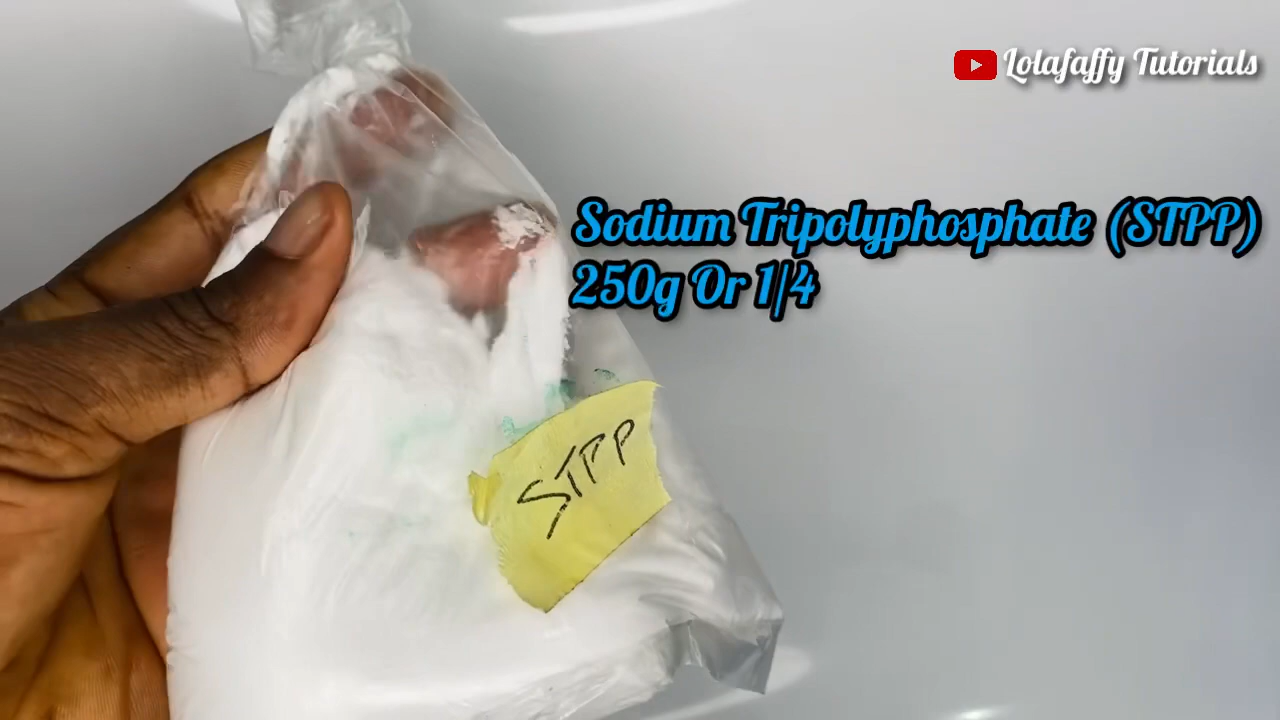 Lolafaffy Tutorials
Sodium Tripolyphosphate (STPP)
250g Or 1/4
STPP